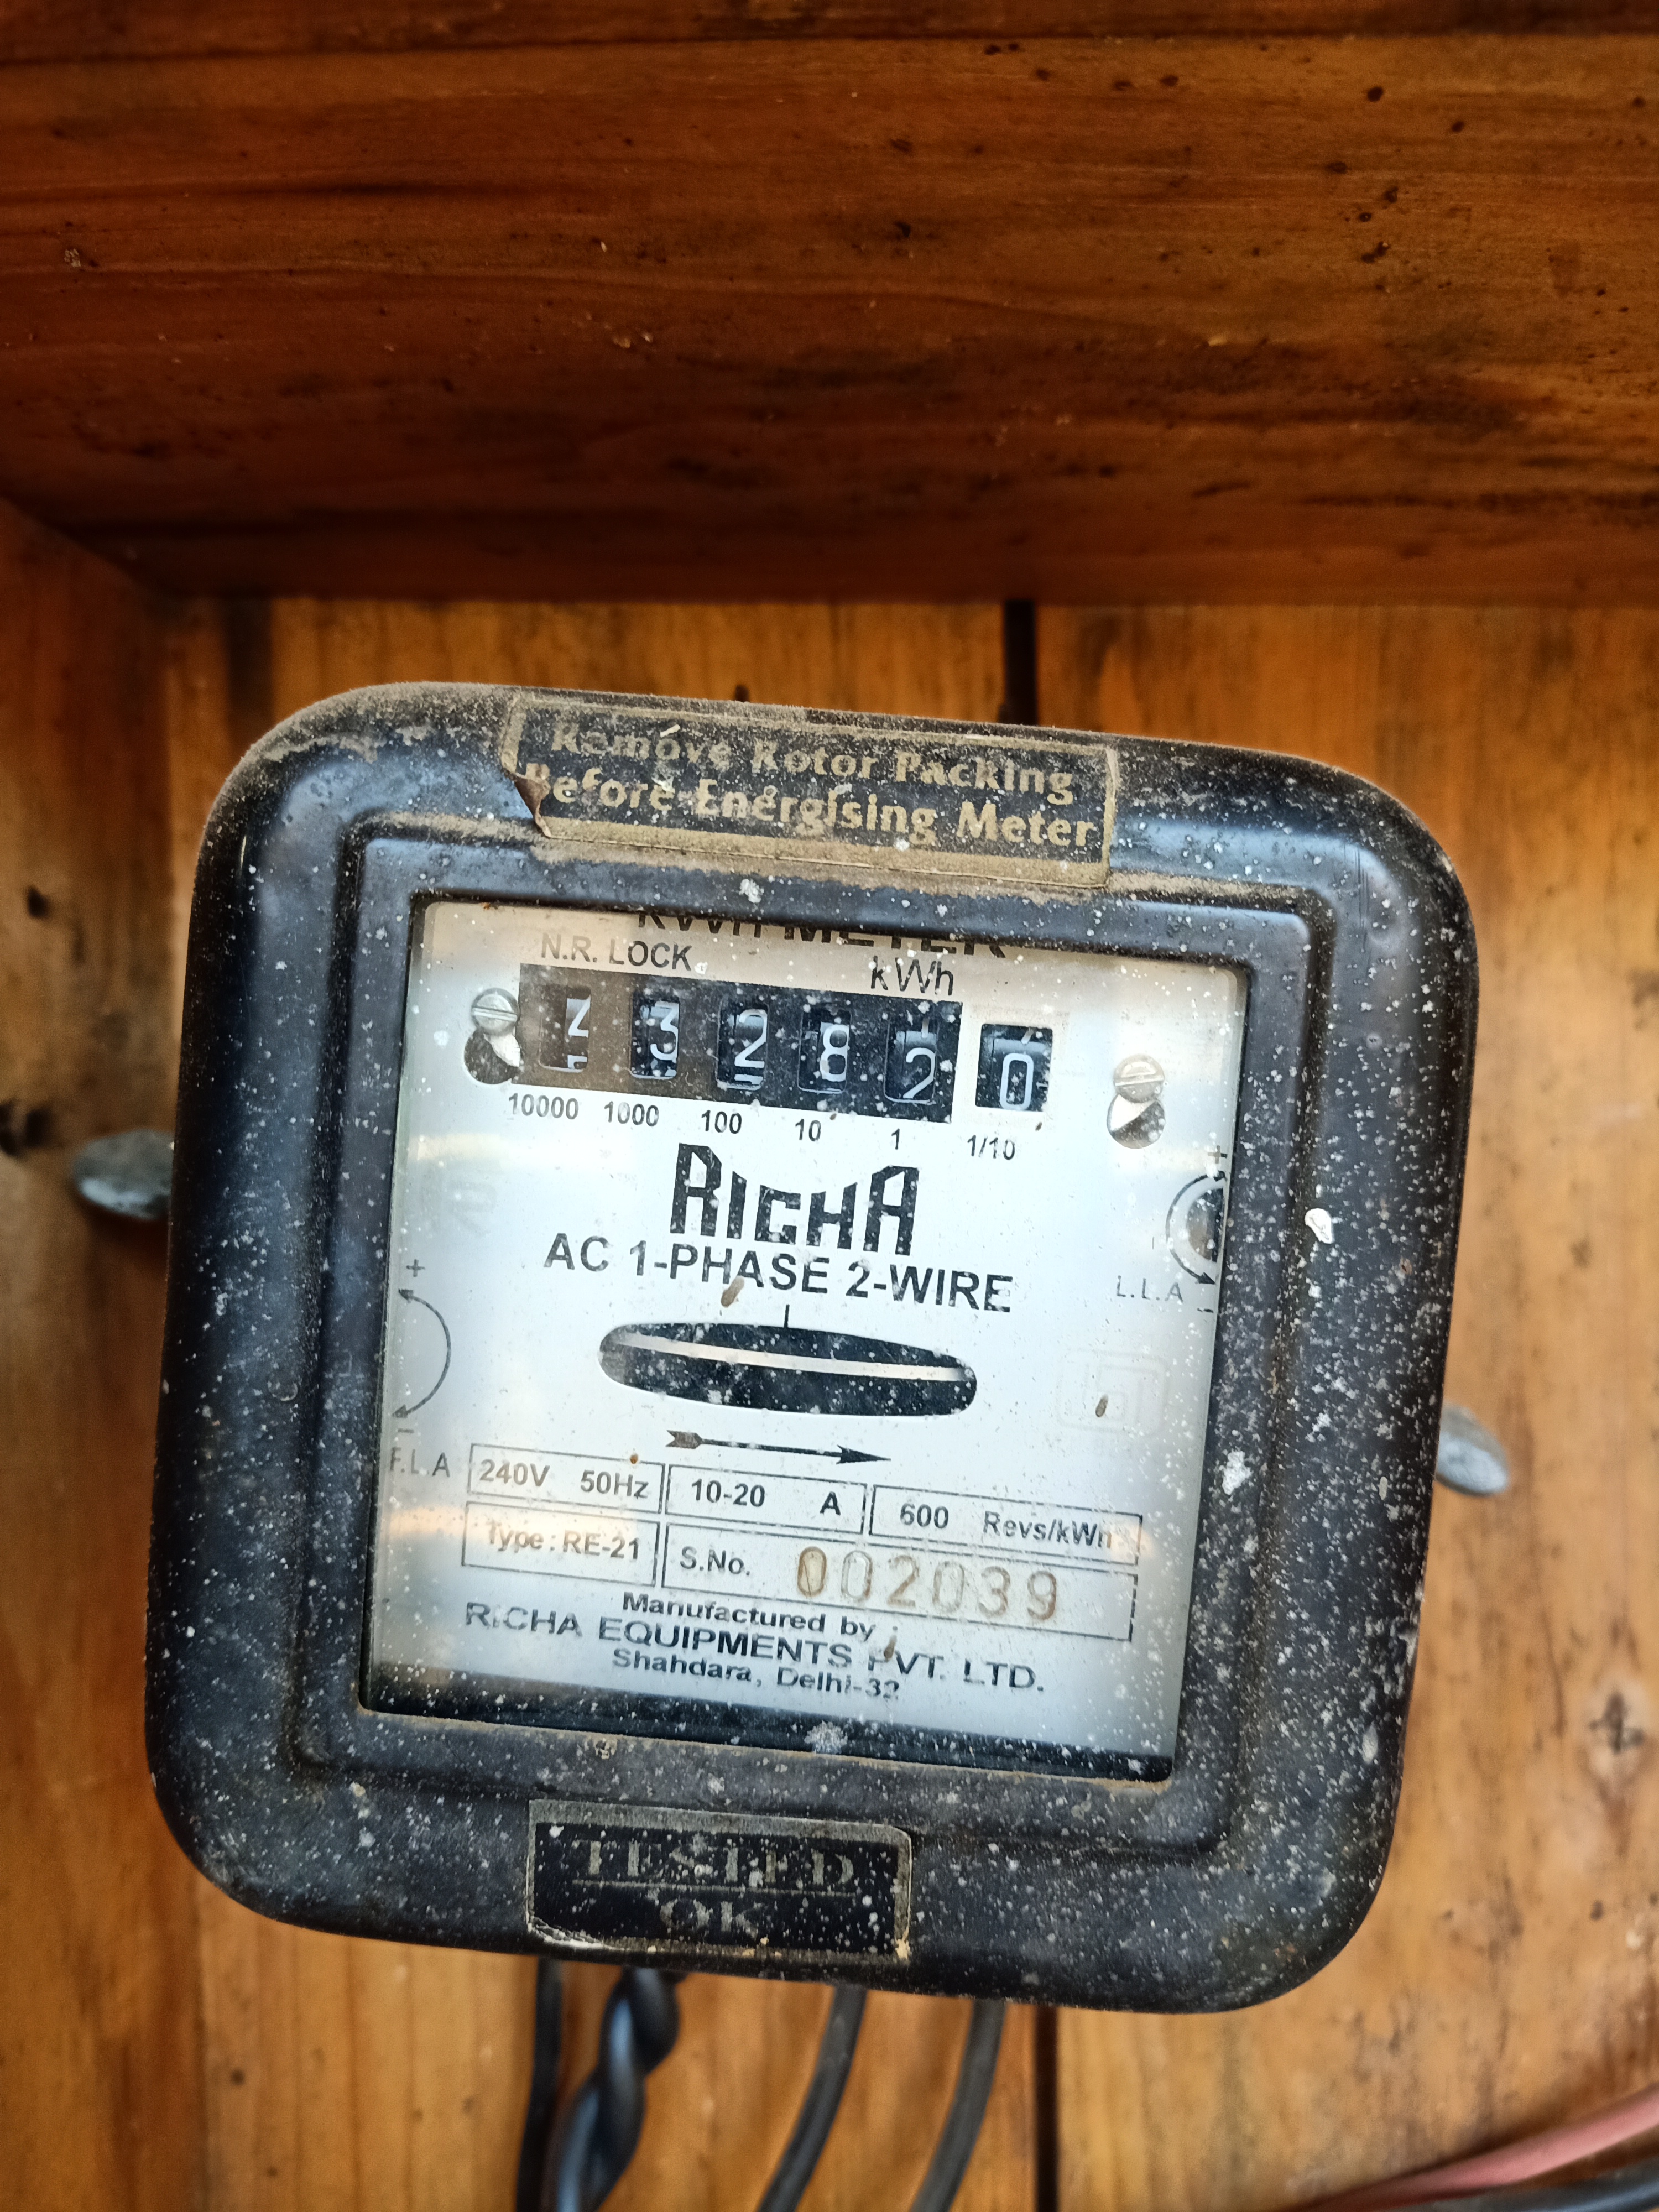 Remove Rotor Packing
Before Energising Meter
kWh METER
N.R. LOCK kWh
3 2 8 2 0
10000 1000 100 10 1 1/10
RICHA
AC 1-PHASE 2-WIRE
+
+
L.L.A
-
-
F.L.A
240V 50Hz 10-20 A 600 Revs/kWh
Type : RE-21 S.No. 002039
Manufactured by
RICHA EQUIPMENTS PVT. LTD.
Shahdara, Delhi-32
TESTED
OK